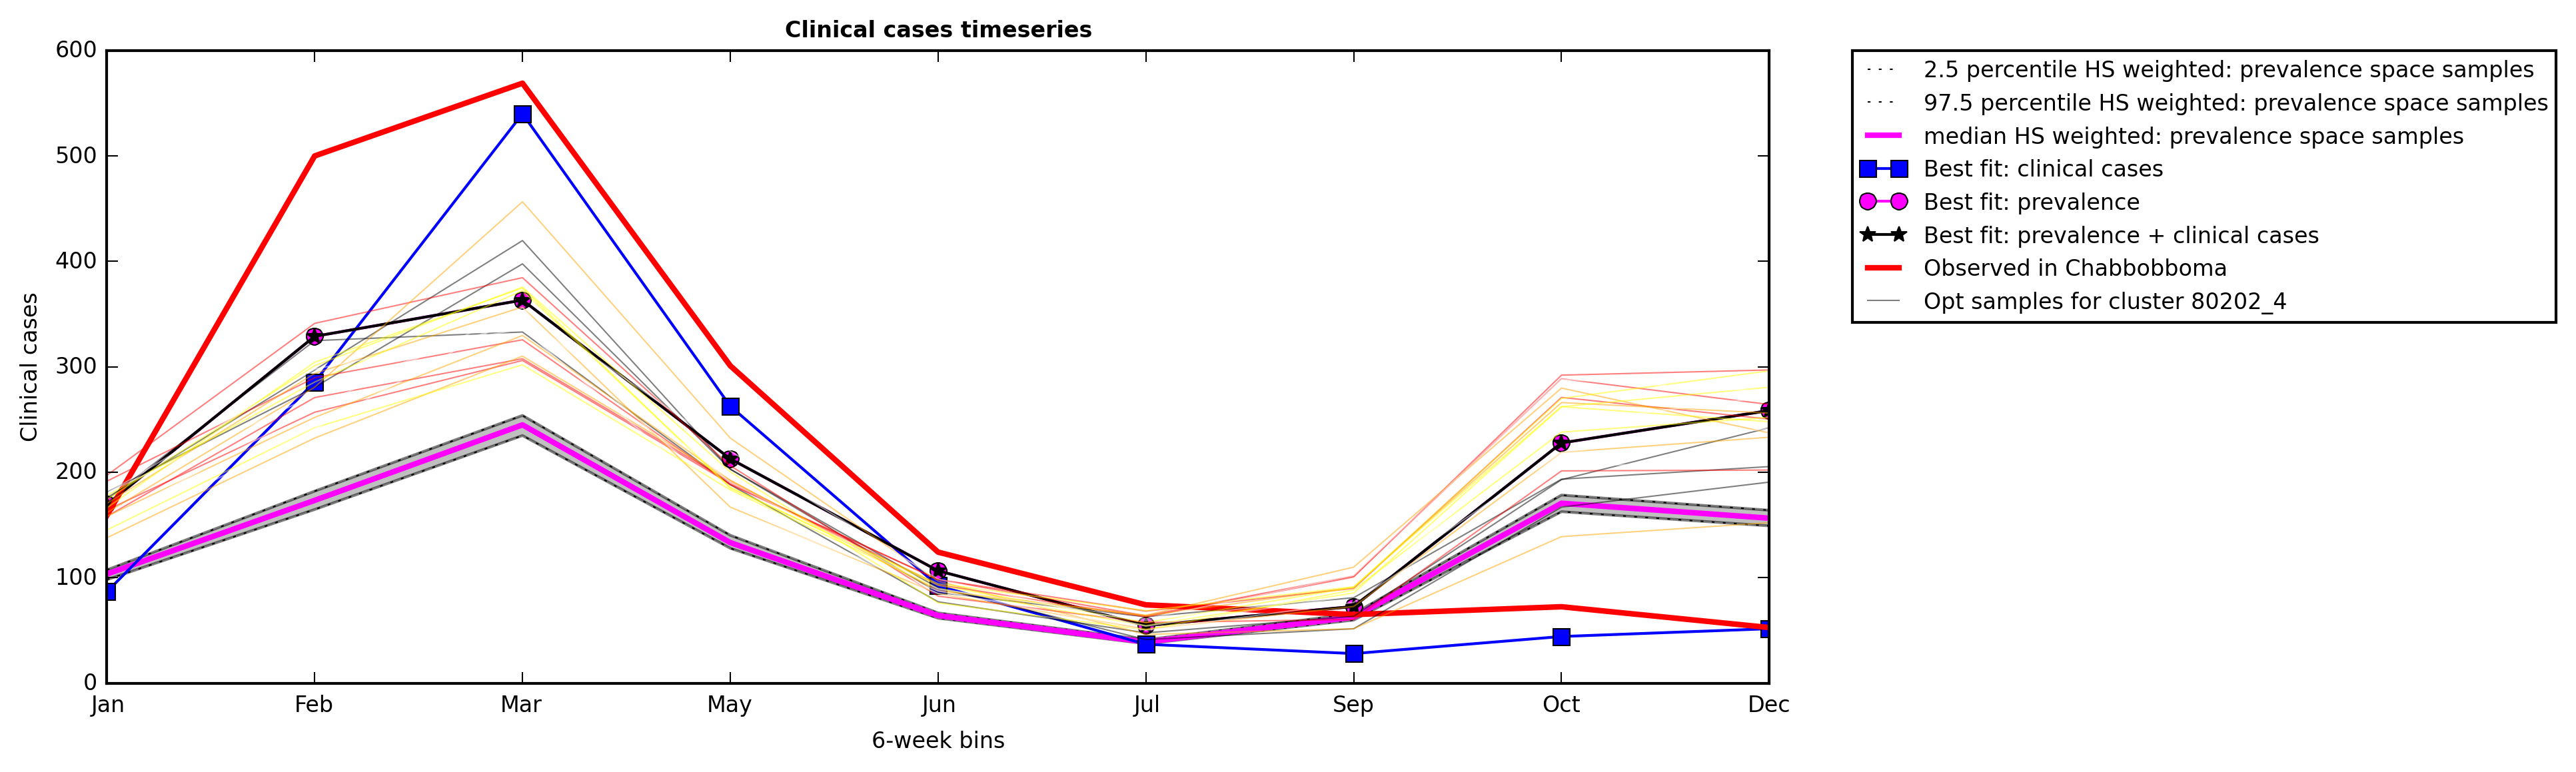 Clinical cases timeseries
600
500
400
300
200
100
0
Clinical cases
Jan Feb Mar May Jun Jul Sep Oct Dec
6-week bins
2.5 percentile HS weighted: prevalence space samples
97.5 percentile HS weighted: prevalence space samples
median HS weighted: prevalence space samples
Best fit: clinical cases
Best fit: prevalence
Best fit: prevalence + clinical cases
Observed in Chabbobboma
Opt samples for cluster 80202_4